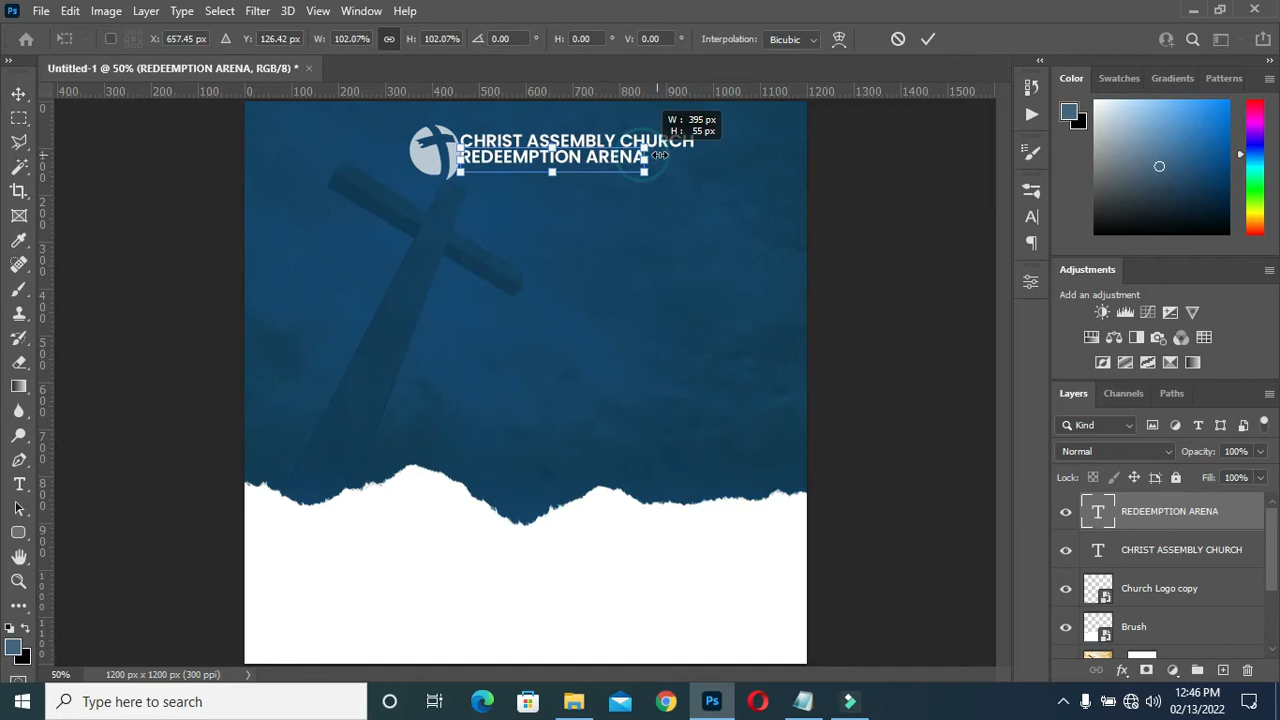 Ps File Edit Image Layer Type Select Filter 3D View Window Help
X: 657.45 px Y: 126.42 px W: 102.07% H: 102.07% 0.00 ° H: 0.00 ° V: 0.00 ° Interpolation: Bicubic
Untitled-1 @ 50% (REDEEMPTION ARENA, RGB/8) * ×
400 300 200 100 0 100 200 300 400 500 600 700 800 900 1000 1100 1200 1300 1400 1500
W : 395 px
H : 55 px
CHRIST ASSEMBLY CHURCH
REDEEMPTION ARENA
Color Swatches Gradients Patterns
Adjustments
Add an adjustment
Layers Channels Paths
Kind
Normal Opacity: 100%
Lock: Fill: 100%
T REDEEMPTION ARENA
T CHRIST ASSEMBLY CHURCH
Church Logo copy
Brush
50% 1200 px x 1200 px (300 ppi)
Type here to search
12:46 PM
02/13/2022